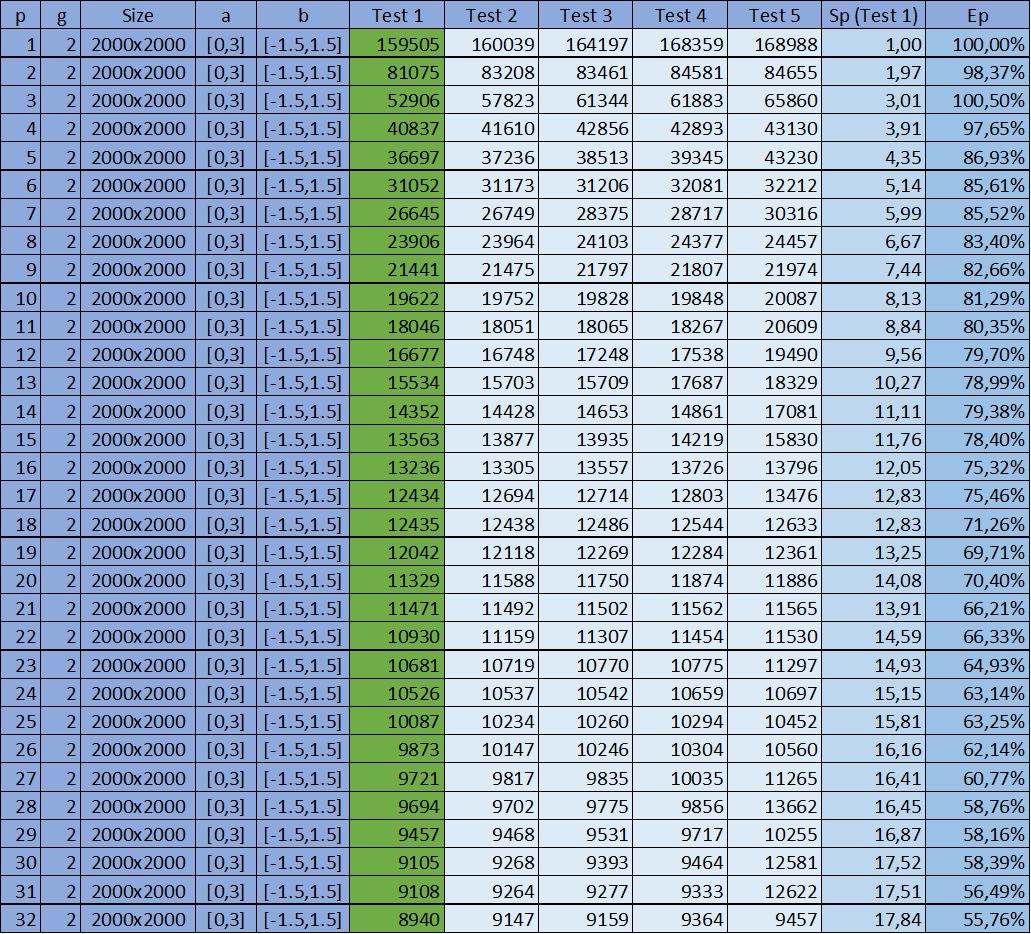 p g Size a b Test 1 Test 2 Test 3 Test 4 Test 5 Sp (Test 1) Ep
1 2 2000x2000 [0,3] [-1.5,1.5] 159505 160039 164197 168359 168988 1,00 100,00%
2 2 2000x2000 [0,3] [-1.5,1.5] 81075 83208 83461 84581 84655 1,97 98,37%
3 2 2000x2000 [0,3] [-1.5,1.5] 52906 57823 61344 61883 65860 3,01 100,50%
4 2 2000x2000 [0,3] [-1.5,1.5] 40837 41610 42856 42893 43130 3,91 97,65%
5 2 2000x2000 [0,3] [-1.5,1.5] 36697 37236 38513 39345 43230 4,35 86,93%
6 2 2000x2000 [0,3] [-1.5,1.5] 31052 31173 31206 32081 32212 5,14 85,61%
7 2 2000x2000 [0,3] [-1.5,1.5] 26645 26749 28375 28717 30316 5,99 85,52%
8 2 2000x2000 [0,3] [-1.5,1.5] 23906 23964 24103 24377 24457 6,67 83,40%
9 2 2000x2000 [0,3] [-1.5,1.5] 21441 21475 21797 21807 21974 7,44 82,66%
10 2 2000x2000 [0,3] [-1.5,1.5] 19622 19752 19828 19848 20087 8,13 81,29%
11 2 2000x2000 [0,3] [-1.5,1.5] 18046 18051 18065 18267 20609 8,84 80,35%
12 2 2000x2000 [0,3] [-1.5,1.5] 16677 16748 17248 17538 19490 9,56 79,70%
13 2 2000x2000 [0,3] [-1.5,1.5] 15534 15703 15709 17687 18329 10,27 78,99%
14 2 2000x2000 [0,3] [-1.5,1.5] 14352 14428 14653 14861 17081 11,11 79,38%
15 2 2000x2000 [0,3] [-1.5,1.5] 13563 13877 13935 14219 15830 11,76 78,40%
16 2 2000x2000 [0,3] [-1.5,1.5] 13236 13305 13557 13726 13796 12,05 75,32%
17 2 2000x2000 [0,3] [-1.5,1.5] 12434 12694 12714 12803 13476 12,83 75,46%
18 2 2000x2000 [0,3] [-1.5,1.5] 12435 12438 12486 12544 12633 12,83 71,26%
19 2 2000x2000 [0,3] [-1.5,1.5] 12042 12118 12269 12284 12361 13,25 69,71%
20 2 2000x2000 [0,3] [-1.5,1.5] 11329 11588 11750 11874 11886 14,08 70,40%
21 2 2000x2000 [0,3] [-1.5,1.5] 11471 11492 11502 11562 11565 13,91 66,21%
22 2 2000x2000 [0,3] [-1.5,1.5] 10930 11159 11307 11454 11530 14,59 66,33%
23 2 2000x2000 [0,3] [-1.5,1.5] 10681 10719 10770 10775 11297 14,93 64,93%
24 2 2000x2000 [0,3] [-1.5,1.5] 10526 10537 10542 10659 10697 15,15 63,14%
25 2 2000x2000 [0,3] [-1.5,1.5] 10087 10234 10260 10294 10452 15,81 63,25%
26 2 2000x2000 [0,3] [-1.5,1.5] 9873 10147 10246 10304 10560 16,16 62,14%
27 2 2000x2000 [0,3] [-1.5,1.5] 9721 9817 9835 10035 11265 16,41 60,77%
28 2 2000x2000 [0,3] [-1.5,1.5] 9694 9702 9775 9856 13662 16,45 58,76%
29 2 2000x2000 [0,3] [-1.5,1.5] 9457 9468 9531 9717 10255 16,87 58,16%
30 2 2000x2000 [0,3] [-1.5,1.5] 9105 9268 9393 9464 12581 17,52 58,39%
31 2 2000x2000 [0,3] [-1.5,1.5] 9108 9264 9277 9333 12622 17,51 56,49%
32 2 2000x2000 [0,3] [-1.5,1.5] 8940 9147 9159 9364 9457 17,84 55,76%